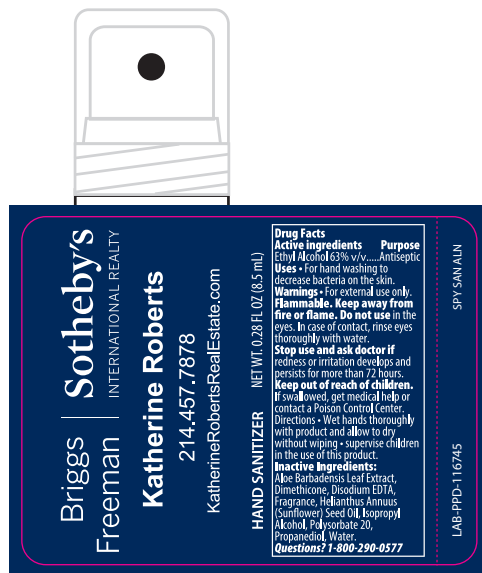 Briggs
Freeman
Sotheby's
INTERNATIONAL REALTY
Katherine Roberts
214.457.7878
KatherineRobertsRealEstate.com
HAND SANITIZER NET WT. 0.28 FL OZ (8.5 mL)
Drug Facts
Active ingredients Purpose
Ethyl Alcohol 63% v/v.....Antiseptic
Uses • For hand washing to
decrease bacteria on the skin.
Warnings • For external use only.
Flammable. Keep away from
fire or flame. Do not use in the
eyes. In case of contact, rinse eyes
thoroughly with water.
Stop use and ask doctor if
redness or irritation develops and
persists for more than 72 hours.
Keep out of reach of children.
If swallowed, get medical help or
contact a Poison Control Center.
Directions • Wet hands thoroughly
with product and allow to dry
without wiping • supervise children
in the use of this product.
Inactive Ingredients:
Aloe Barbadensis Leaf Extract,
Dimethicone, Disodium EDTA,
Fragrance, Helianthus Annuus
(Sunflower) Seed Oil, Isopropyl
Alcohol, Polysorbate 20,
Propanediol, Water.
Questions? 1-800-290-0577
LAB-PPD-116745 SPY SAN ALN